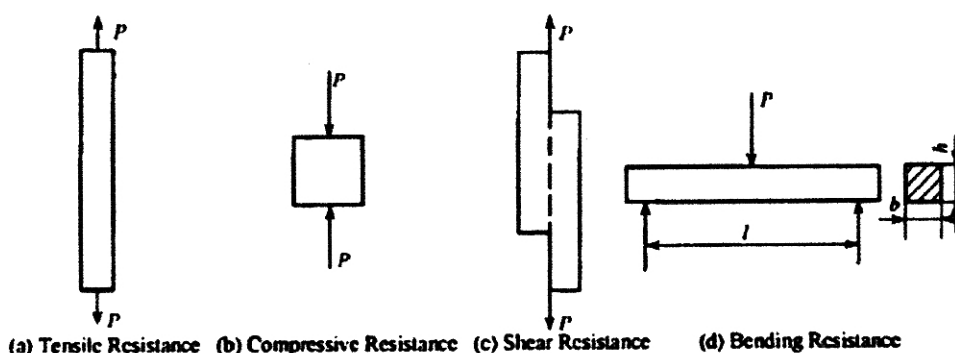 P
P
P
P
P
P
P
l
b
h
(a) Tensile Resistance (b) Compressive Resistance (c) Shear Resistance (d) Bending Resistance